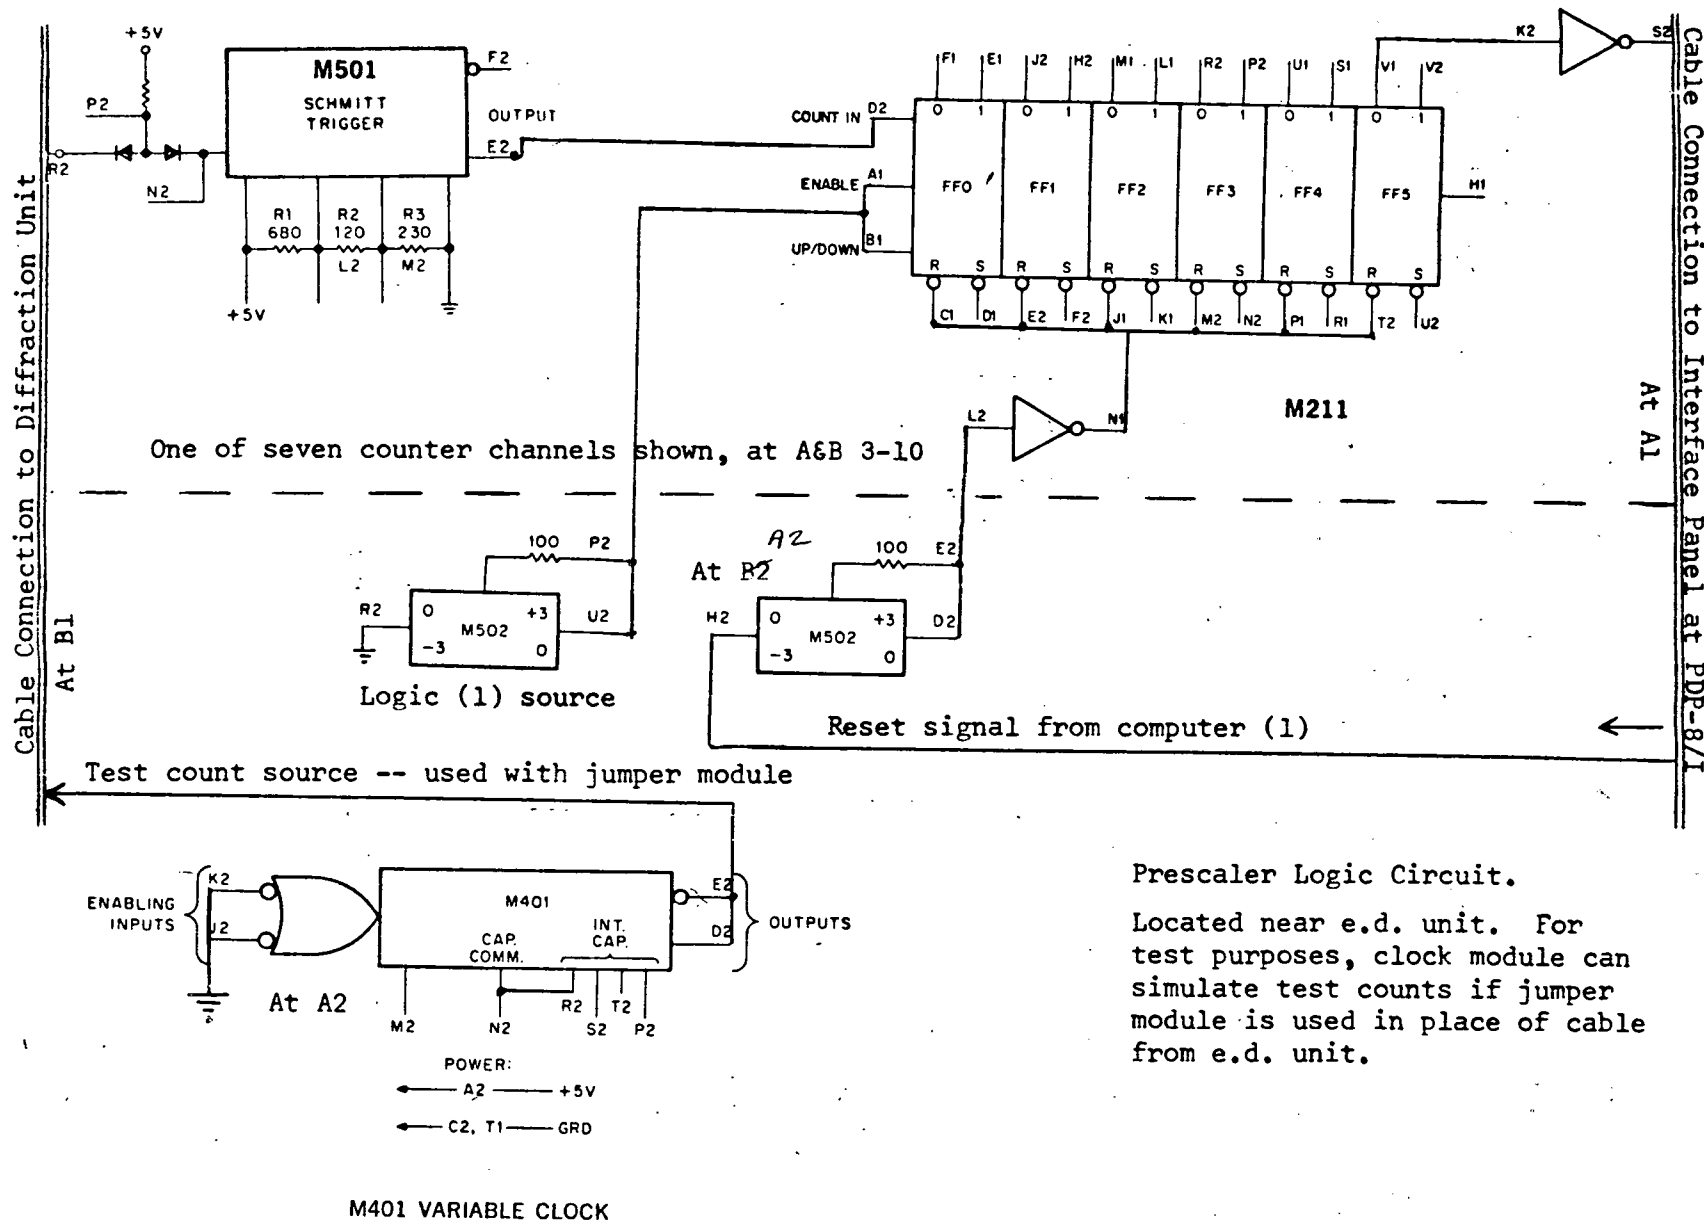 +5V
P2
R2
N2
M501
SCHMITT
TRIGGER
F2
OUTPUT
E2
R1
680
R2
120
L2
R3
230
M2
+5V
COUNT IN
D2
ENABLE
A1
UP/DOWN
B1
F1
E1
J2
H2
M1
L1
R2
P2
U1
S1
V1
V2
0 1 0 1 0 1 0 1 0 1 0 1
FF0
FF1
FF2
FF3
FF4
FF5
H1
R S R S R S R S R S R S
C1
D1
E2
F2
J1
K1
M2
N2
P1
R1
T2
U2
K2
S2
L2
N1
M211
One of seven counter channels shown, at A&B 3-10
Cable Connection to Diffraction Unit
At B1
Cable Connection to Interface Panel at PDP-8/I
At A1
100
P2
R2
0
+3
M502
-3
0
U2
Logic (1) source
At B2
A2
100
E2
H2
0
+3
M502
-3
0
D2
Reset signal from computer (1)
Test count source -- used with jumper module
ENABLING
INPUTS
K2
J2
M401
CAP.
COMM.
INT.
CAP.
E2
D2
OUTPUTS
At A2
M2
N2
R2
S2
T2
P2
POWER:
A2 +5V
C2, T1 GRD
M401 VARIABLE CLOCK
Prescaler Logic Circuit.
Located near e.d. unit. For
test purposes, clock module can
simulate test counts if jumper
module is used in place of cable
from e.d. unit.